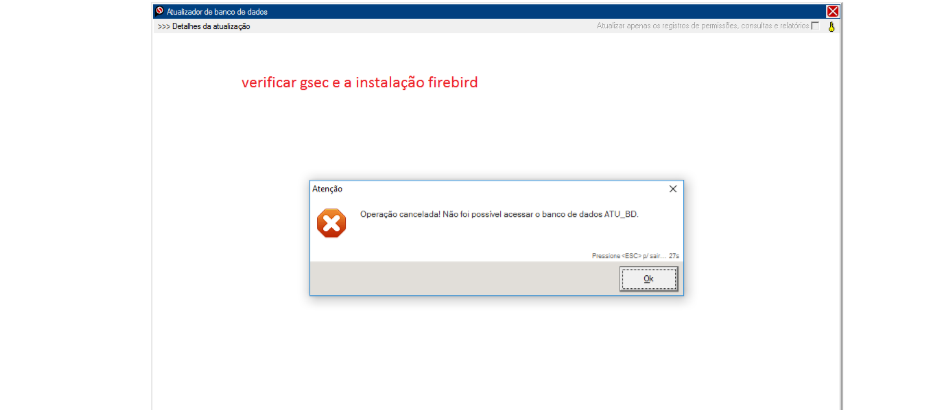 Atualizador de banco de dados
>>> Detalhes da atualização
Atualizar apenas os registros de permissões, consultas e relatórios
verificar gsec e a instalação firebird
Atenção
Operação cancelada! Não foi possível acessar o banco de dados ATU_BD.
Pressione <ESC> p/ sair... 27s
Ok